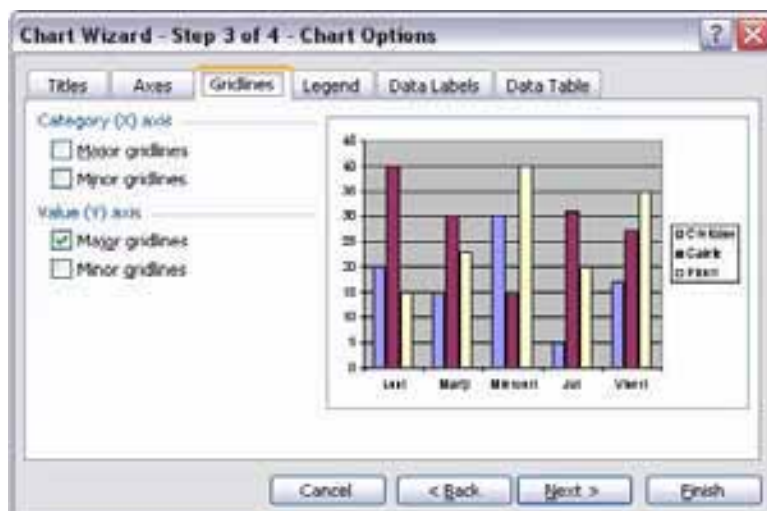 Chart Wizard - Step 3 of 4 - Chart Options
Titles Axes Gridlines Legend Data Labels Data Table
Category (X) axis
Major gridlines
Minor gridlines
Value (Y) axis
Major gridlines
Minor gridlines
45
40
35
30
25
20
15
10
5
0
Luni Marți Miercuri Joi Vineri
Cancel < Back Next > Finish